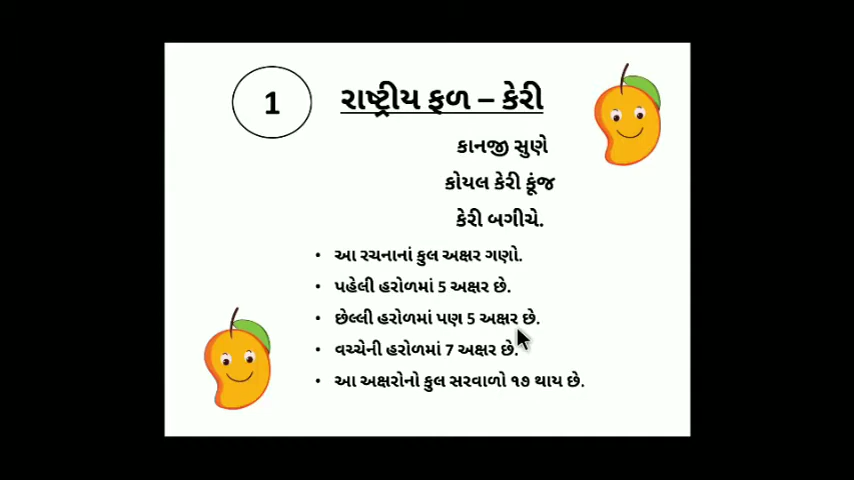 1
રાષ્ટ્રીય ફળ – કેરી
કાનજી સુણે
કોયલ કેરી કૂંજ
કેરી બગીચે.
• આ રચનાનાં કુલ અક્ષર ગણો.
• પહેલી હરોળમાં 5 અક્ષર છે.
• છેલ્લી હરોળમાં પણ 5 અક્ષર છે.
• વચ્ચેની હરોળમાં 7 અક્ષર છે.
• આ અક્ષરોનો કુલ સરવાળો ૧૭ થાય છે.